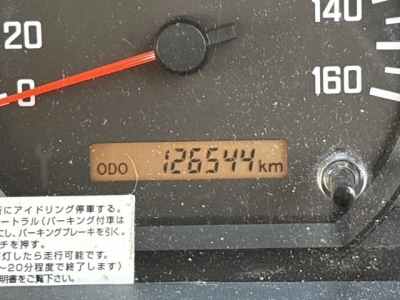 20
0
140
160
ODO 126544 km
所にアイドリング停車する。
ートラル(パーキング付車は
にし、パーキングブレーキを引く。
チを押す。
灯したら走行可能です。
~20分程度で終了します)
明書をご覧下さい。